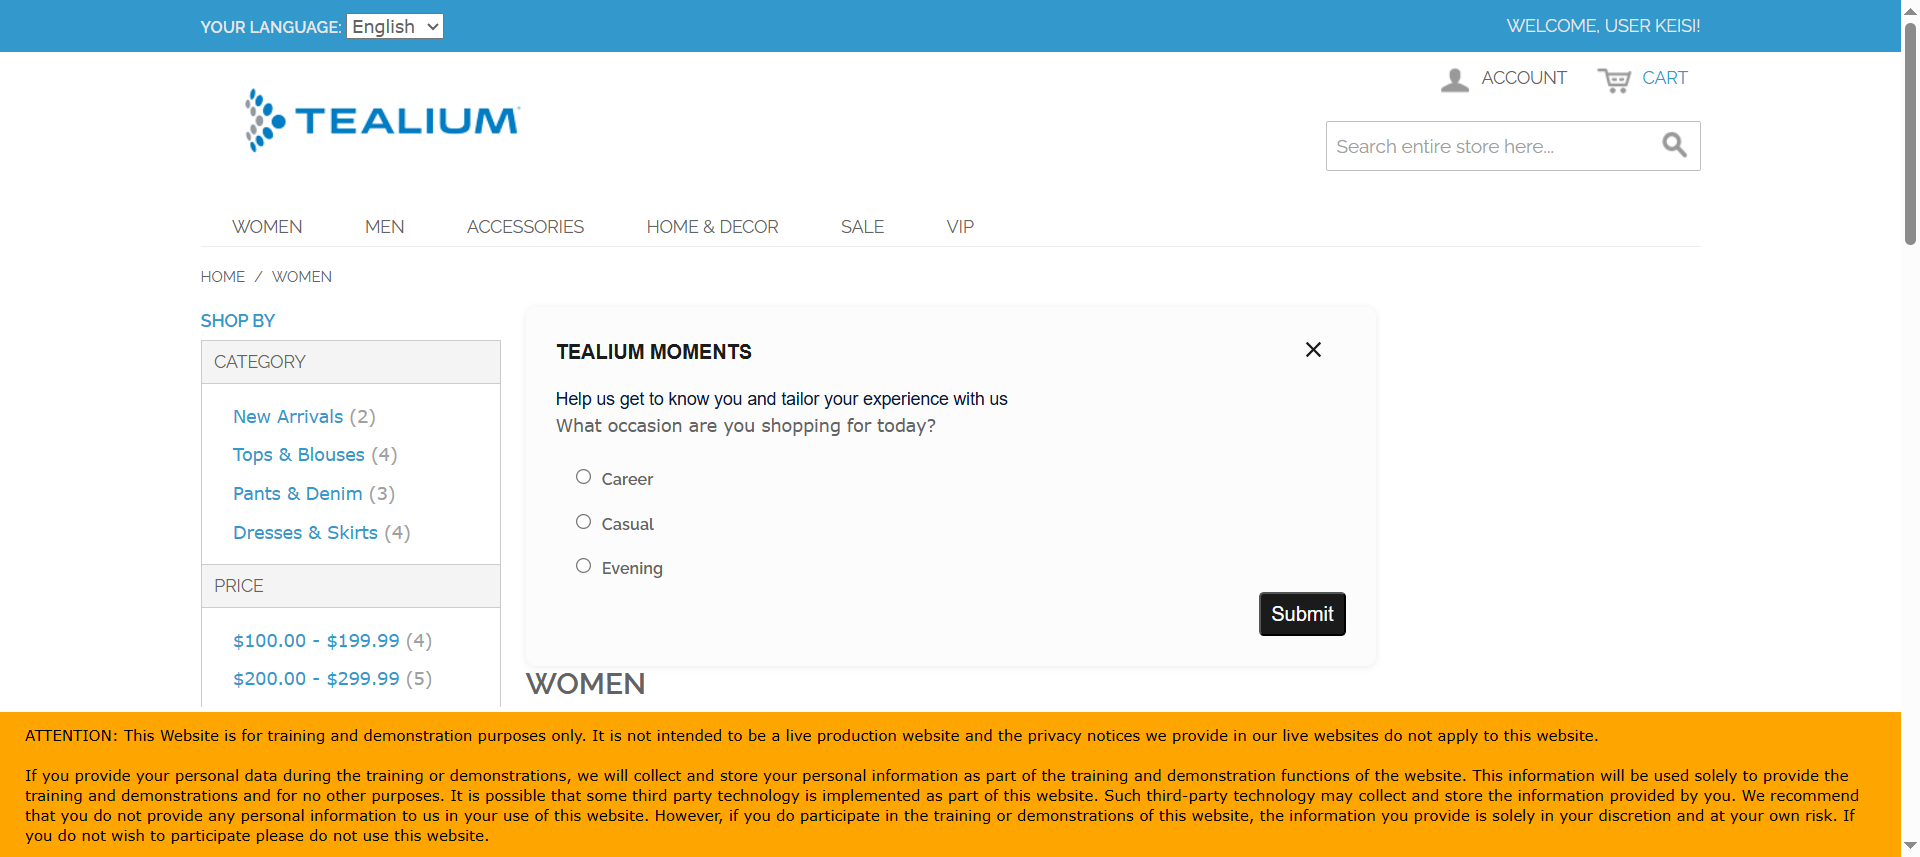 YOUR LANGUAGE: English
WELCOME, USER KEISI!
TEALIUM
ACCOUNT
CART
Search entire store here...
WOMEN
MEN
ACCESSORIES
HOME & DECOR
SALE
VIP
HOME / WOMEN
SHOP BY
CATEGORY
New Arrivals (2)
Tops & Blouses (4)
Pants & Denim (3)
Dresses & Skirts (4)
PRICE
$100.00 - $199.99 (4)
$200.00 - $299.99 (5)
TEALIUM MOMENTS
Help us get to know you and tailor your experience with us
What occasion are you shopping for today?
Career
Casual
Evening
Submit
WOMEN
ATTENTION: This Website is for training and demonstration purposes only. It is not intended to be a live production website and the privacy notices we provide in our live websites do not apply to this website.
If you provide your personal data during the training or demonstrations, we will collect and store your personal information as part of the training and demonstration functions of the website. This information will be used solely to provide the
training and demonstrations and for no other purposes. It is possible that some third party technology is implemented as part of this website. Such third-party technology may collect and store the information provided by you. We recommend
that you do not provide any personal information to us in your use of this website. However, if you do participate in the training or demonstrations of this website, the information you provide is solely in your discretion and at your own risk. If
you do not wish to participate please do not use this website.